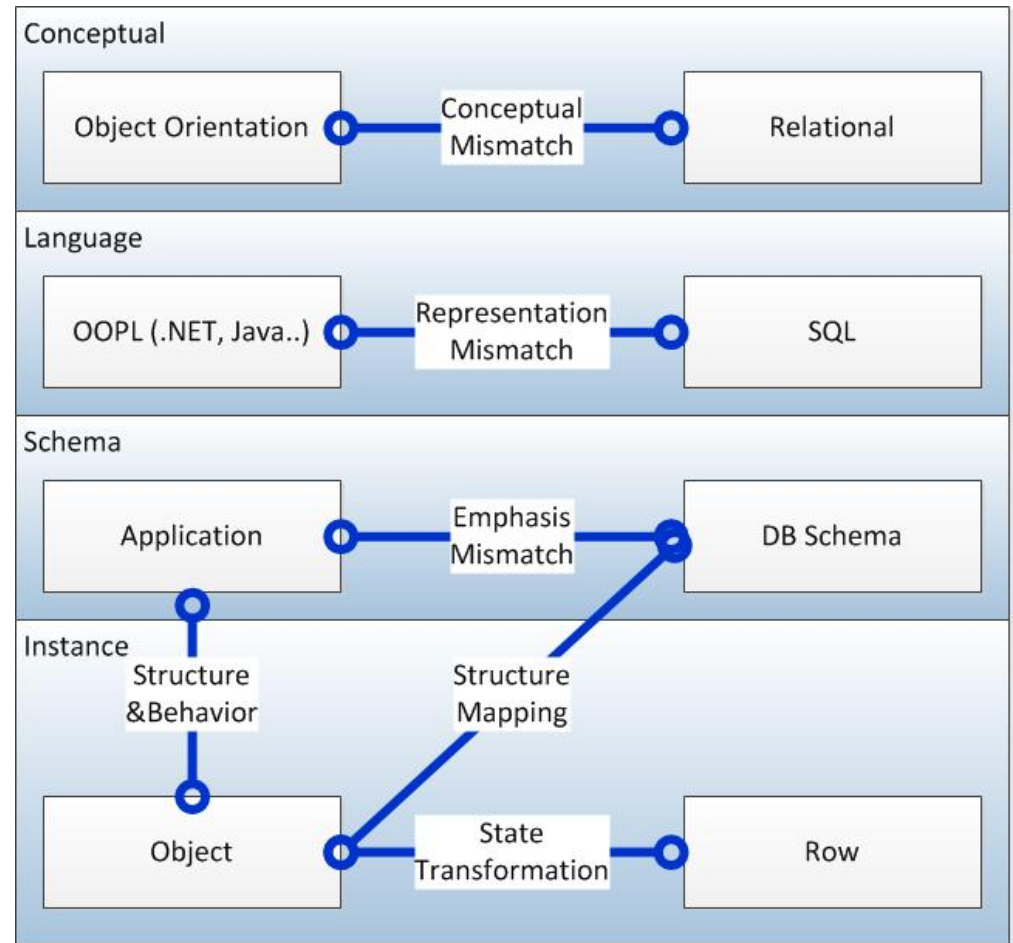 Conceptual
Object Orientation
Conceptual
Mismatch
Relational
Language
OOPL (.NET, Java..)
Representation
Mismatch
SQL
Schema
Application
Emphasis
Mismatch
DB Schema
Instance
Structure
&Behavior
Structure
Mapping
Object
State
Transformation
Row